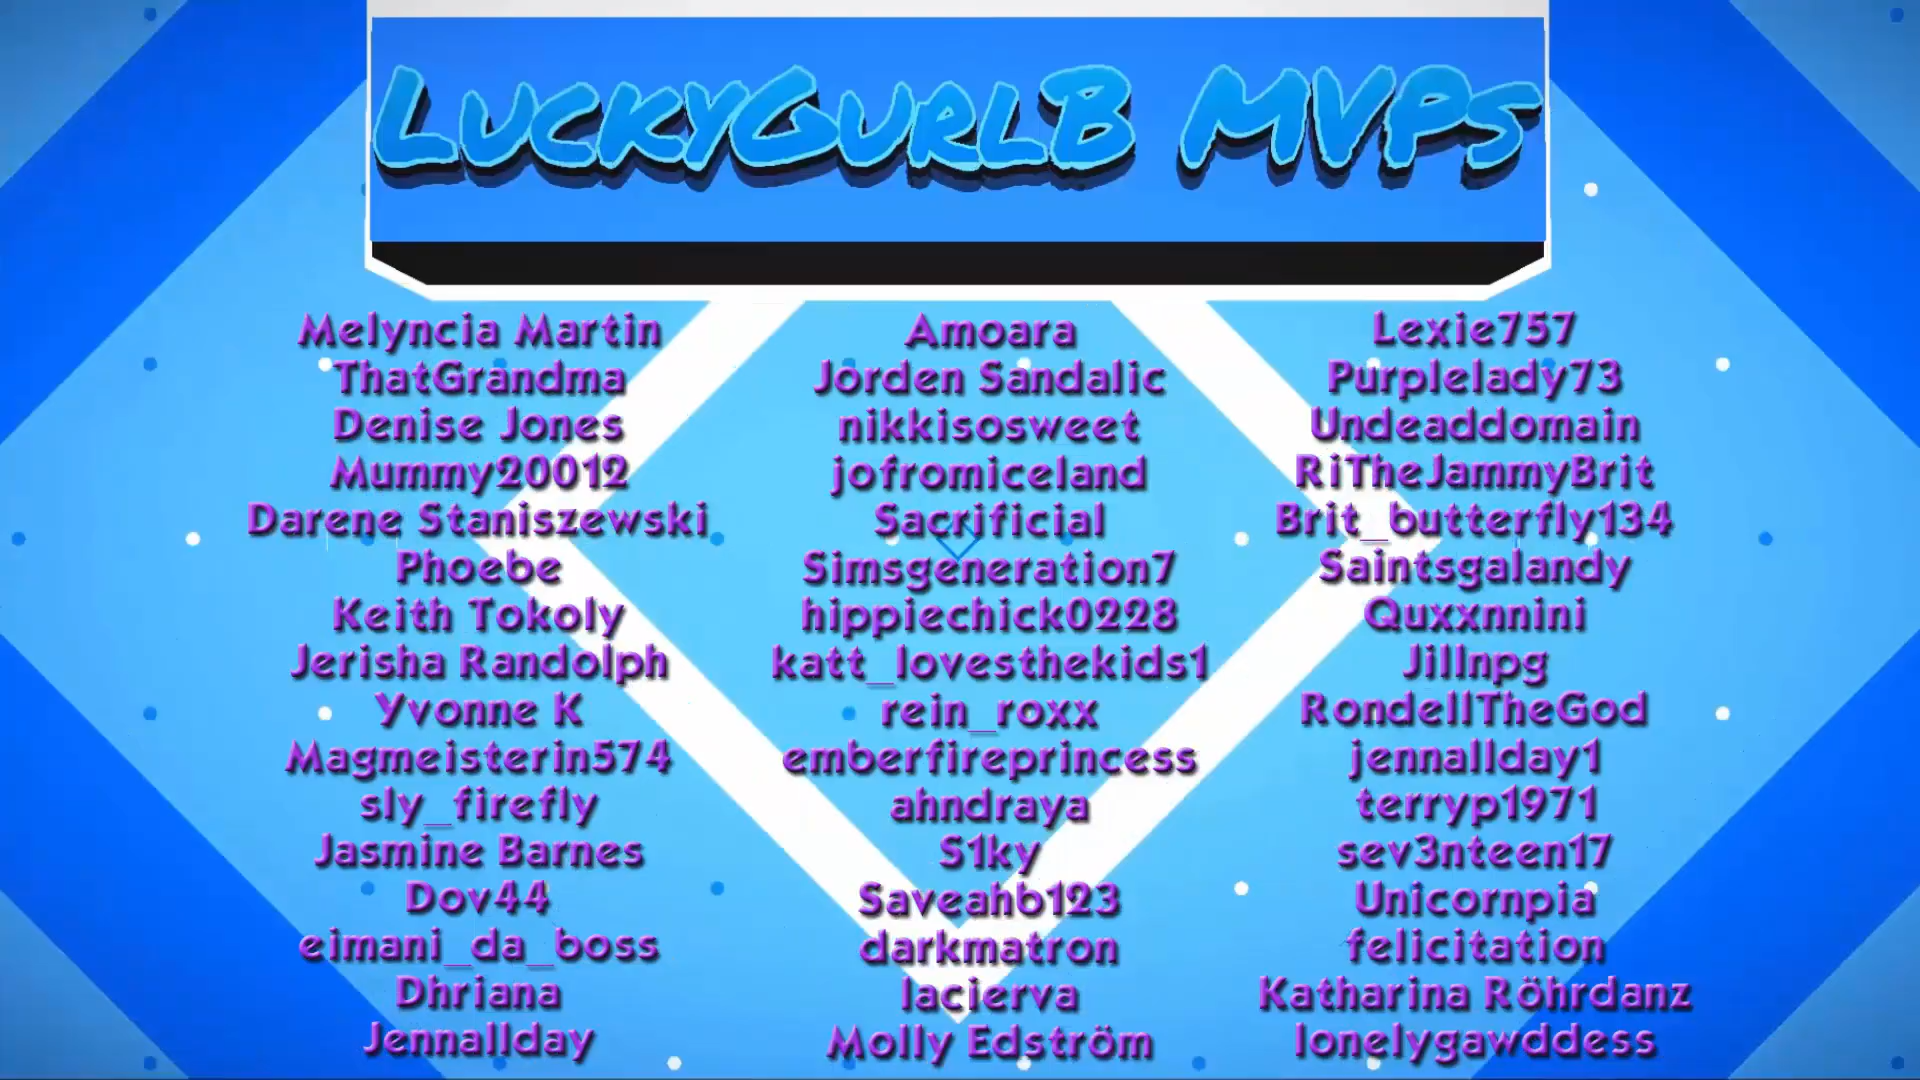 LuckyGurlB MVPs
Melyncia Martin
ThatGrandma
Denise Jones
Mummy20012
Darene Staniszewski
Phoebe
Keith Tokoly
Jerisha Randolph
Yvonne K
Magmeisterin574
sly_firefly
Jasmine Barnes
Dov44
eimani_da_boss
Dhriana
Jennallday
Amoara
Jorden Sandalic
nikkisosweet
jofromiceland
Sacrificial
Simsgeneration7
hippiechick0228
katt_lovesthekids1
rein_roxx
emberfireprincess
ahndraya
S1ky
Saveahb123
darkmatron
lacierva
Molly Edström
Lexie757
Purplelady73
Undeaddomain
RiTheJammyBrit
Brit_butterfly134
Saintsgalandy
Quxxnnini
Jillnpg
RondellTheGod
jennallday1
terryp1971
sev3nteen17
Unicornpia
felicitation
Katharina Röhrdanz
lonelygawddess